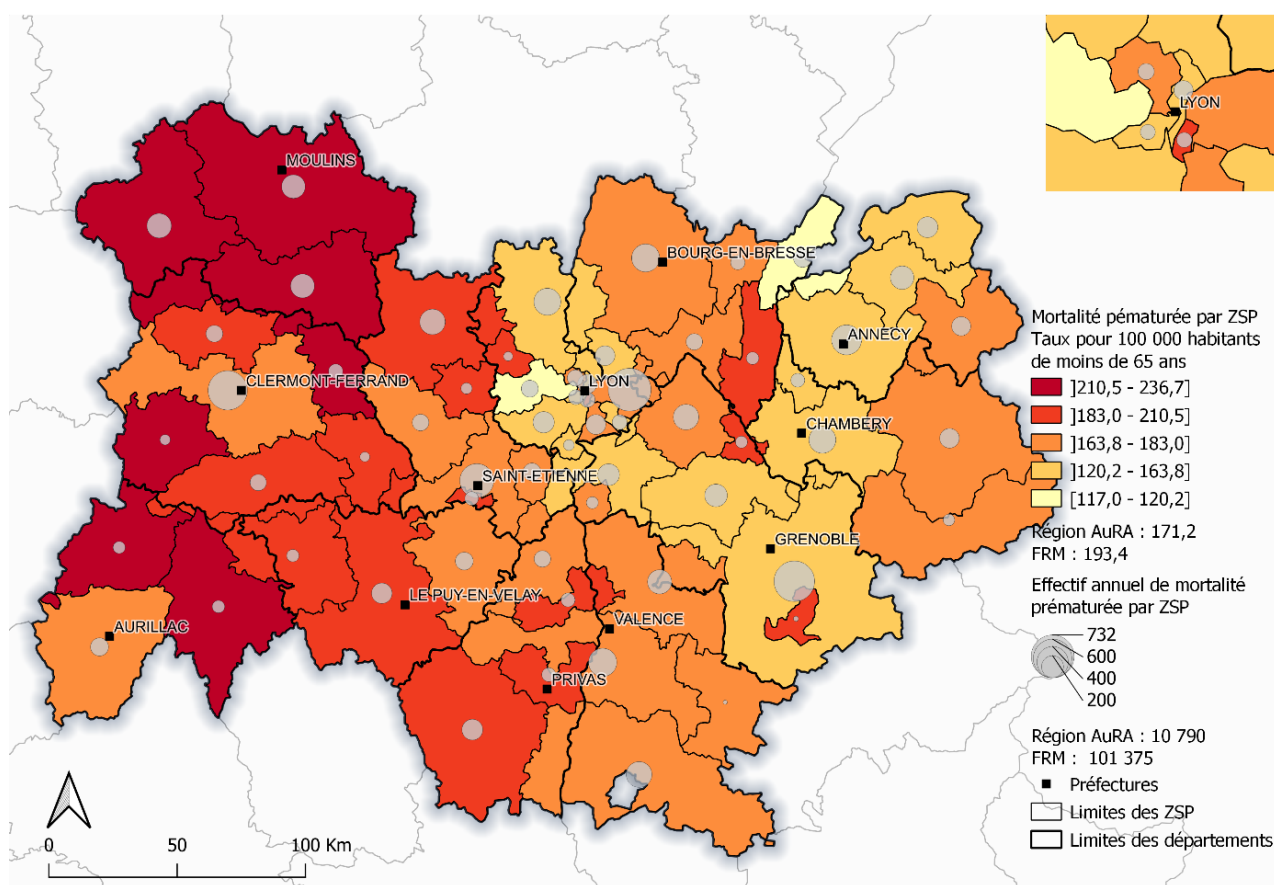 LYON
MOULINS
BOURG-EN-BRESSE
ANNECY
CLERMONT-FERRAND
LYON
CHAMBERY
SAINT-ETIENNE
GRENOBLE
LE PUY-EN-VELAY
VALENCE
AURILLAC
PRIVAS
Mortalité pématurée par ZSP
Taux pour 100 000 habitants
de moins de 65 ans
]210,5 - 236,7]
]183,0 - 210,5]
]163,8 - 183,0]
]120,2 - 163,8]
[117,0 - 120,2]
Région AuRA : 171,2
FRM : 193,4
Effectif annuel de mortalité
prématurée par ZSP
732
600
400
200
Région AuRA : 10 790
FRM : 101 375
Préfectures
Limites des ZSP
Limites des départements
0 50 100 Km